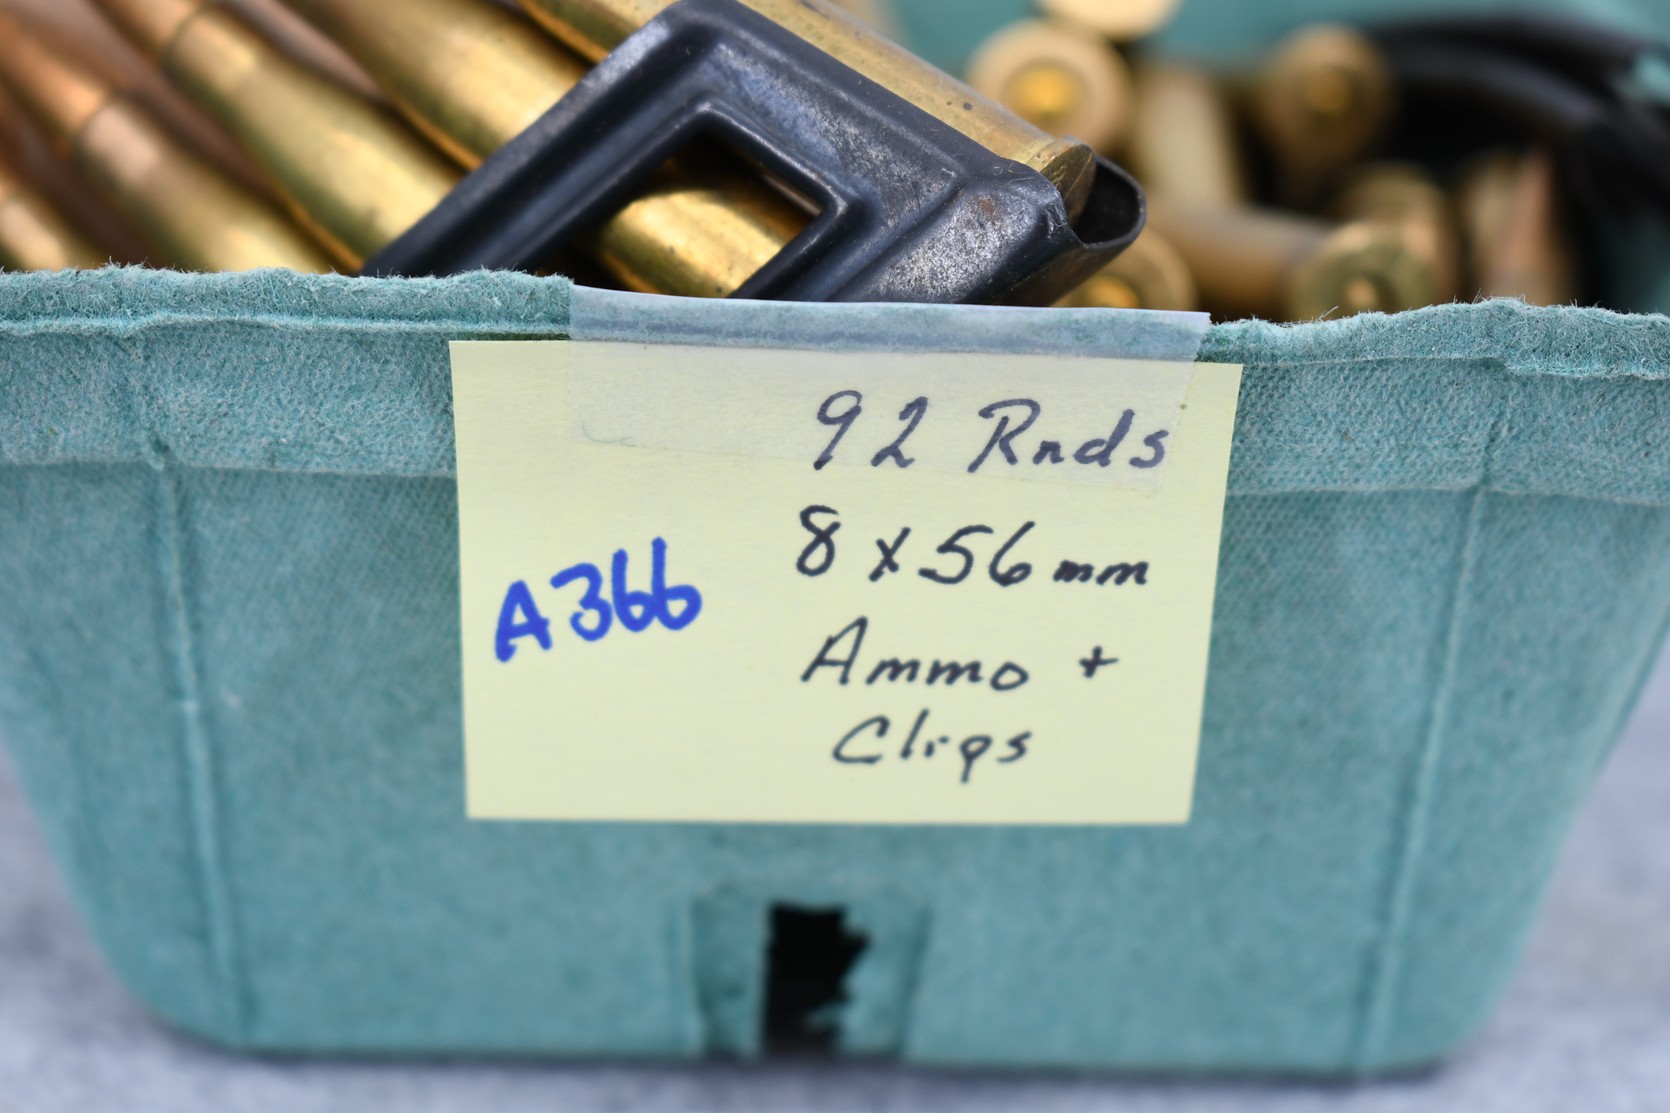 92 Rnds
8x56mm
A366
Ammo +
Clips